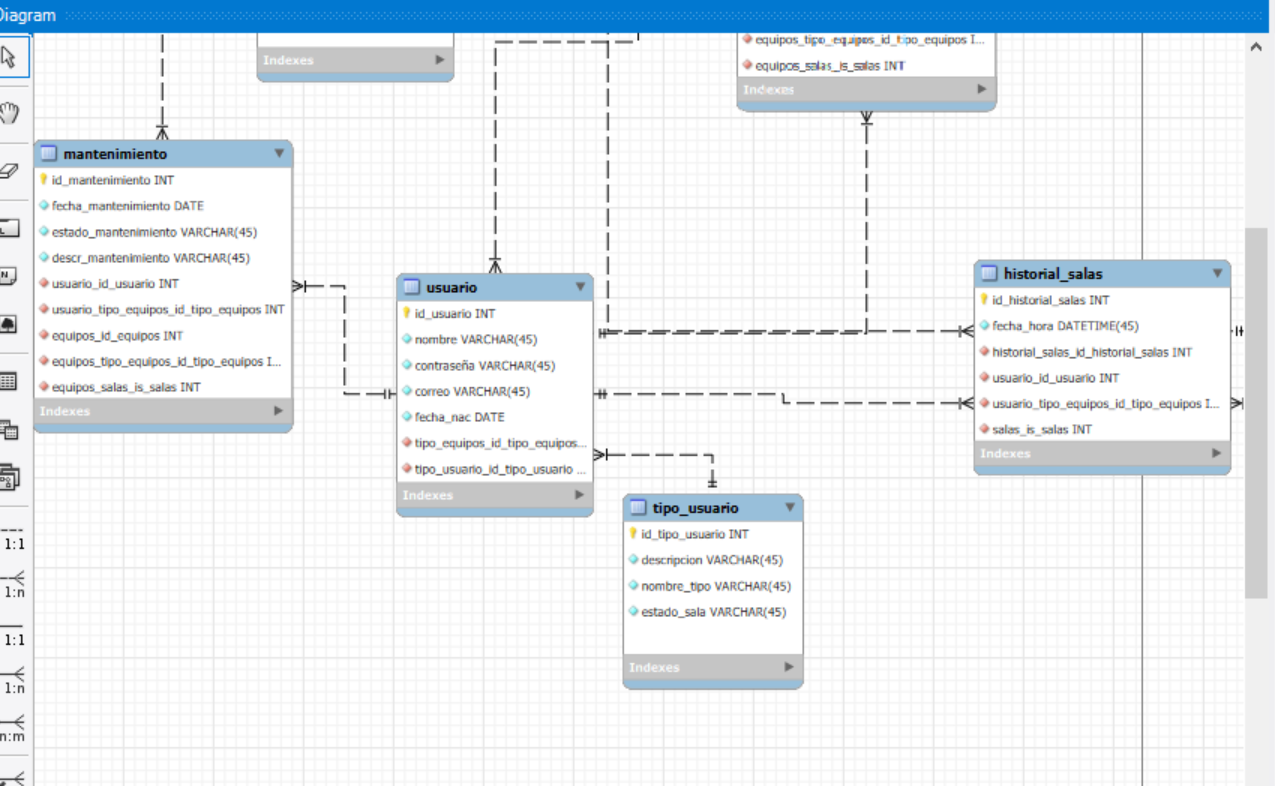 Diagram
equipos_tipo_equipos_id_tipo_equipos I...
equipos_salas_is_salas INT
Indexes
Indexes
mantenimiento
id_mantenimiento INT
fecha_mantenimiento DATE
estado_mantenimiento VARCHAR(45)
descr_mantenimiento VARCHAR(45)
usuario_id_usuario INT
usuario_tipo_equipos_id_tipo_equipos INT
equipos_id_equipos INT
equipos_tipo_equipos_id_tipo_equipos I...
equipos_salas_is_salas INT
Indexes
usuario
id_usuario INT
nombre VARCHAR(45)
contraseña VARCHAR(45)
correo VARCHAR(45)
fecha_nac DATE
tipo_equipos_id_tipo_equipos...
tipo_usuario_id_tipo_usuario ...
Indexes
historial_salas
id_historial_salas INT
fecha_hora DATETIME(45)
historial_salas_id_historial_salas INT
usuario_id_usuario INT
usuario_tipo_equipos_id_tipo_equipos I...
salas_is_salas INT
Indexes
tipo_usuario
id_tipo_usuario INT
descripcion VARCHAR(45)
nombre_tipo VARCHAR(45)
estado_sala VARCHAR(45)
Indexes
1:1
1:n
1:1
1:n
n:m